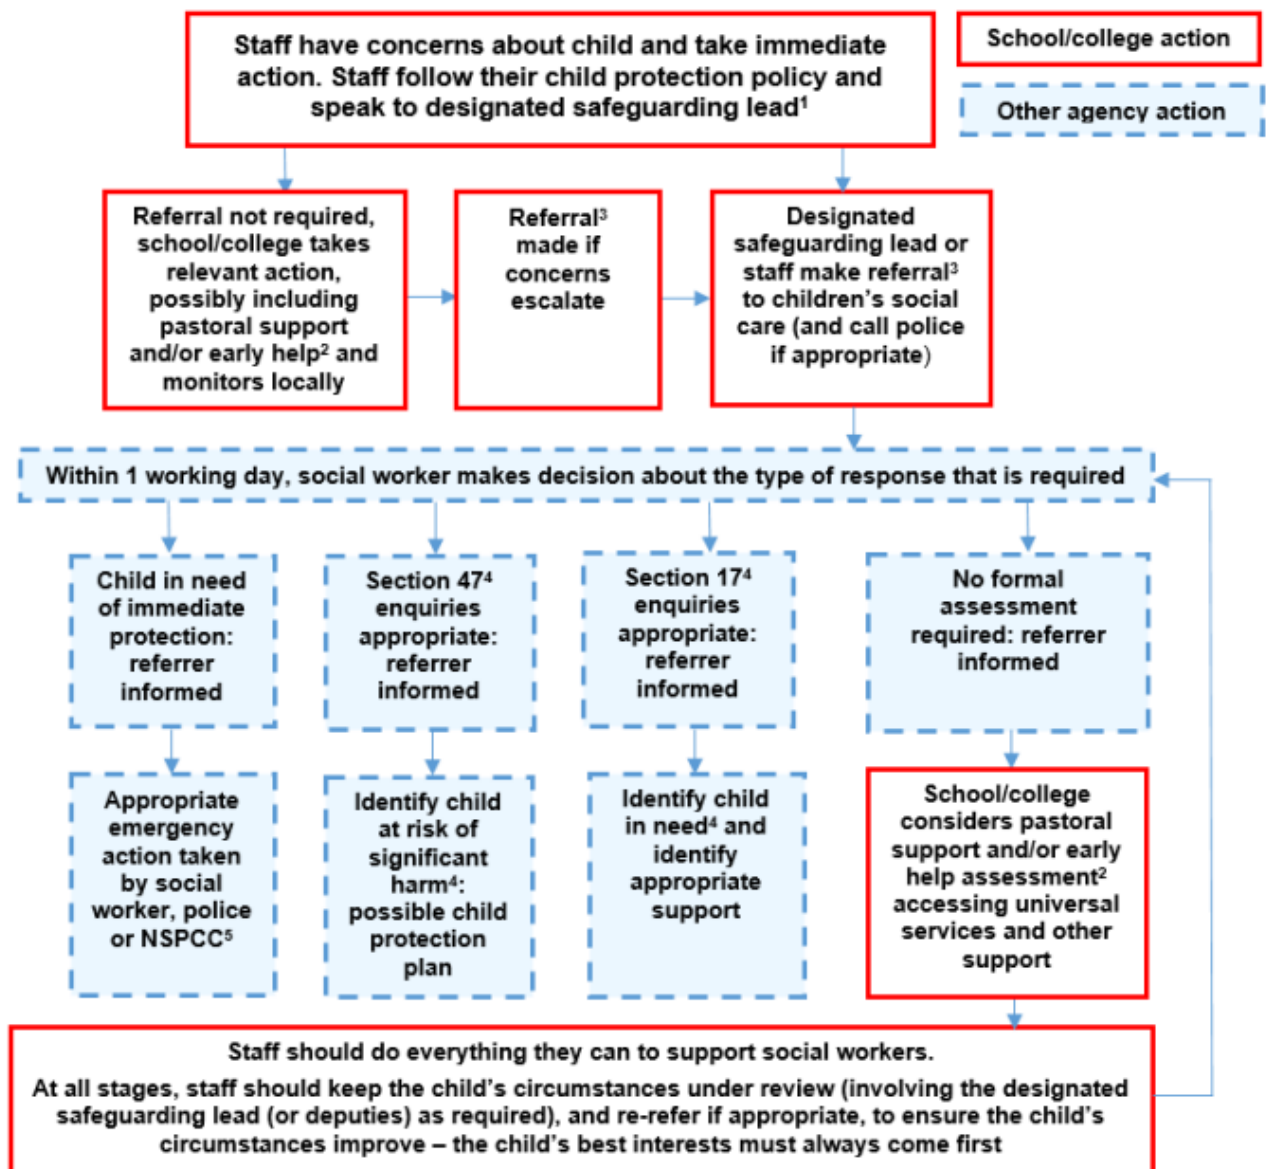 Staff have concerns about child and take immediate
action. Staff follow their child protection policy and
speak to designated safeguarding lead¹
School/college action
Other agency action
Referral not required,
school/college takes
relevant action,
possibly including
pastoral support
and/or early help² and
monitors locally
Referral³
made if
concerns
escalate
Designated
safeguarding lead or
staff make referral³
to children's social
care (and call police
if appropriate)
Within 1 working day, social worker makes decision about the type of response that is required
Child in need
of immediate
protection:
referrer
informed
Section 47⁴
enquiries
appropriate:
referrer
informed
Section 17⁴
enquiries
appropriate:
referrer
informed
No formal
assessment
required: referrer
informed
Appropriate
emergency
action taken
by social
worker, police
or NSPCC⁵
Identify child
at risk of
significant
harm⁴:
possible child
protection
plan
Identify child
in need⁴ and
identify
appropriate
support
School/college
considers pastoral
support and/or early
help assessment²
accessing universal
services and other
support
Staff should do everything they can to support social workers.
At all stages, staff should keep the child's circumstances under review (involving the designated
safeguarding lead (or deputies) as required), and re-refer if appropriate, to ensure the child's
circumstances improve – the child's best interests must always come first